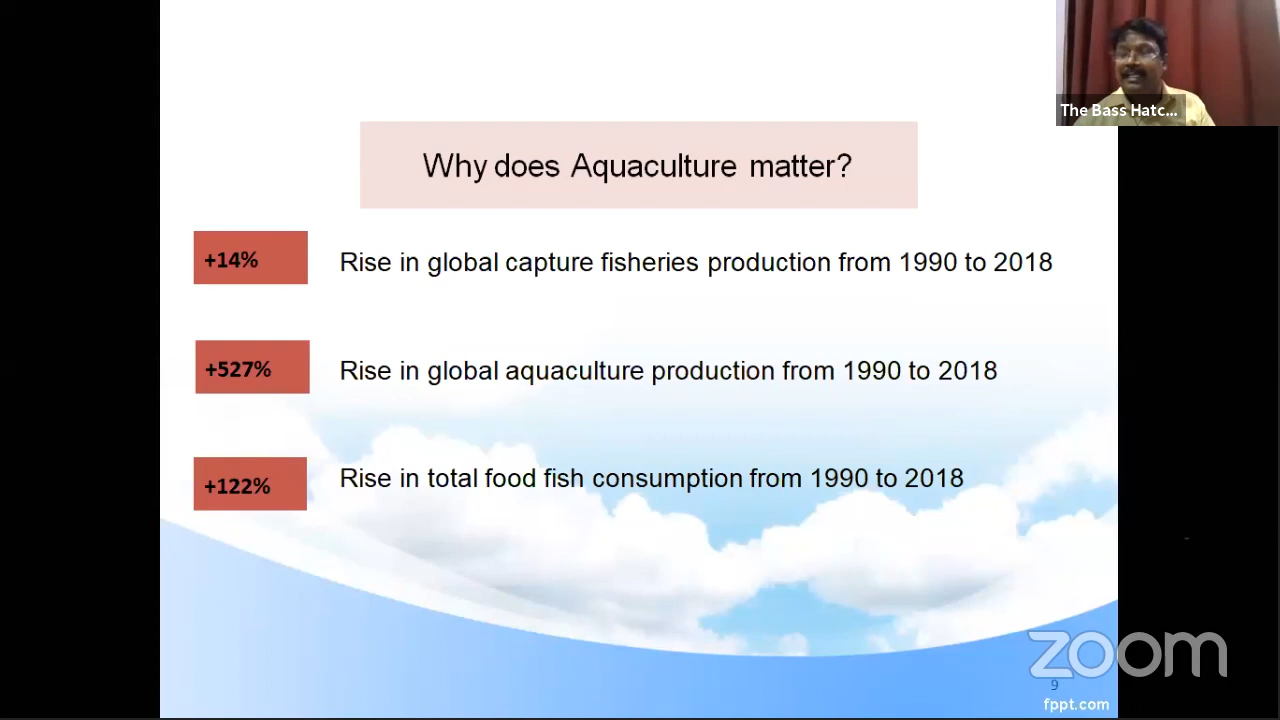 The Bass Hatc...
Why does Aquaculture matter?
+14%
Rise in global capture fisheries production from 1990 to 2018
+527%
Rise in global aquaculture production from 1990 to 2018
+122%
Rise in total food fish consumption from 1990 to 2018
zoom
9
fppt.com